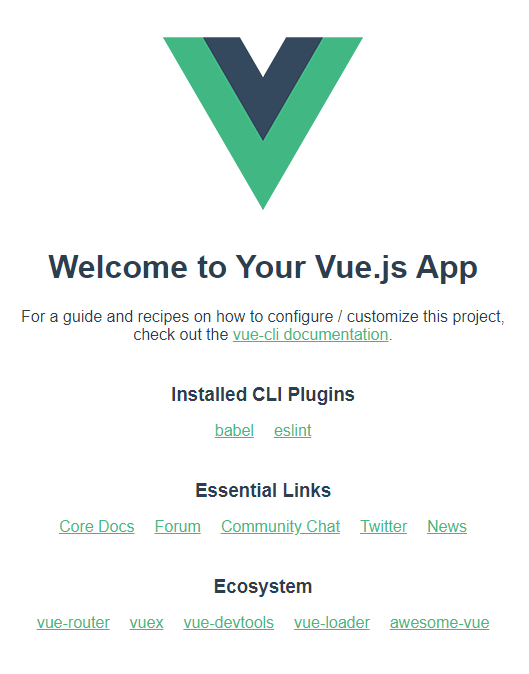 Welcome to Your Vue.js App
For a guide and recipes on how to configure / customize this project,
check out the vue-cli documentation.
Installed CLI Plugins
babel eslint
Essential Links
Core Docs Forum Community Chat Twitter News
Ecosystem
vue-router vuex vue-devtools vue-loader awesome-vue